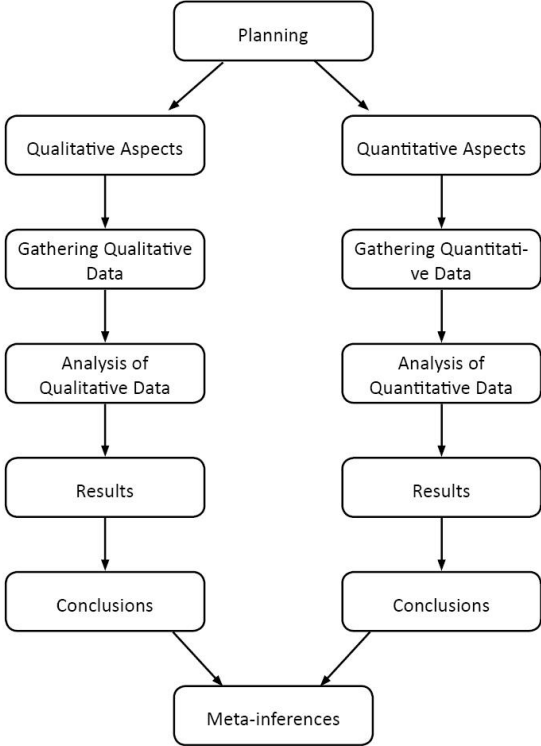 Planning
Qualitative Aspects
Quantitative Aspects
Gathering Qualitative
Data
Gathering Quantitati-
ve Data
Analysis of
Qualitative Data
Analysis of
Quantitative Data
Results
Results
Conclusions
Conclusions
Meta-inferences